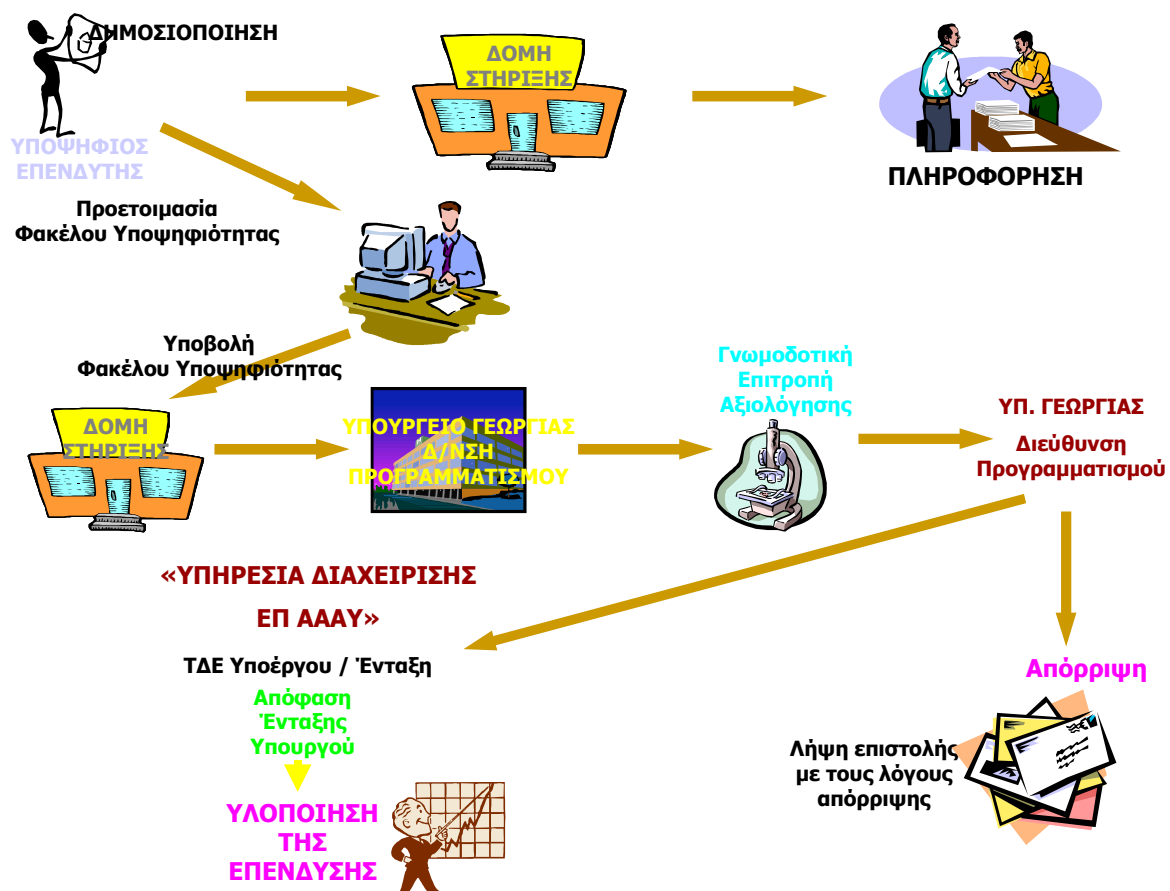 ΔΗΜΟΣΙΟΠΟΙΗΣΗ
ΔΟΜΗ
ΣΤΗΡΙΞΗΣ
ΥΠΟΨΗΦΙΟΣ
ΕΠΕΝΔΥΤΗΣ
ΠΛΗΡΟΦΟΡΗΣΗ
Προετοιμασία
Φακέλου Υποψηφιότητας
Υποβολή
Φακέλου Υποψηφιότητας
ΔΟΜΗ
ΣΤΗΡΙΞΗΣ
ΥΠΟΥΡΓΕΙΟ ΓΕΩΡΓΙΑΣ
Δ/ΝΣΗ
ΠΡΟΓΡΑΜΜΑΤΙΣΜΟΥ
Γνωμοδοτική
Επιτροπή
Αξιολόγησης
ΥΠ. ΓΕΩΡΓΙΑΣ
Διεύθυνση
Προγραμματισμού
«ΥΠΗΡΕΣΙΑ ΔΙΑΧΕΙΡΙΣΗΣ
ΕΠ ΑΑΑΥ»
ΤΔΕ Υποέργου / Ένταξη
Απόφαση
Ένταξης
Υπουργού
ΥΛΟΠΟΙΗΣΗ
ΤΗΣ
ΕΠΕΝΔΥΣΗΣ
Απόρριψη
Λήψη επιστολής
με τους λόγους
απόρριψης